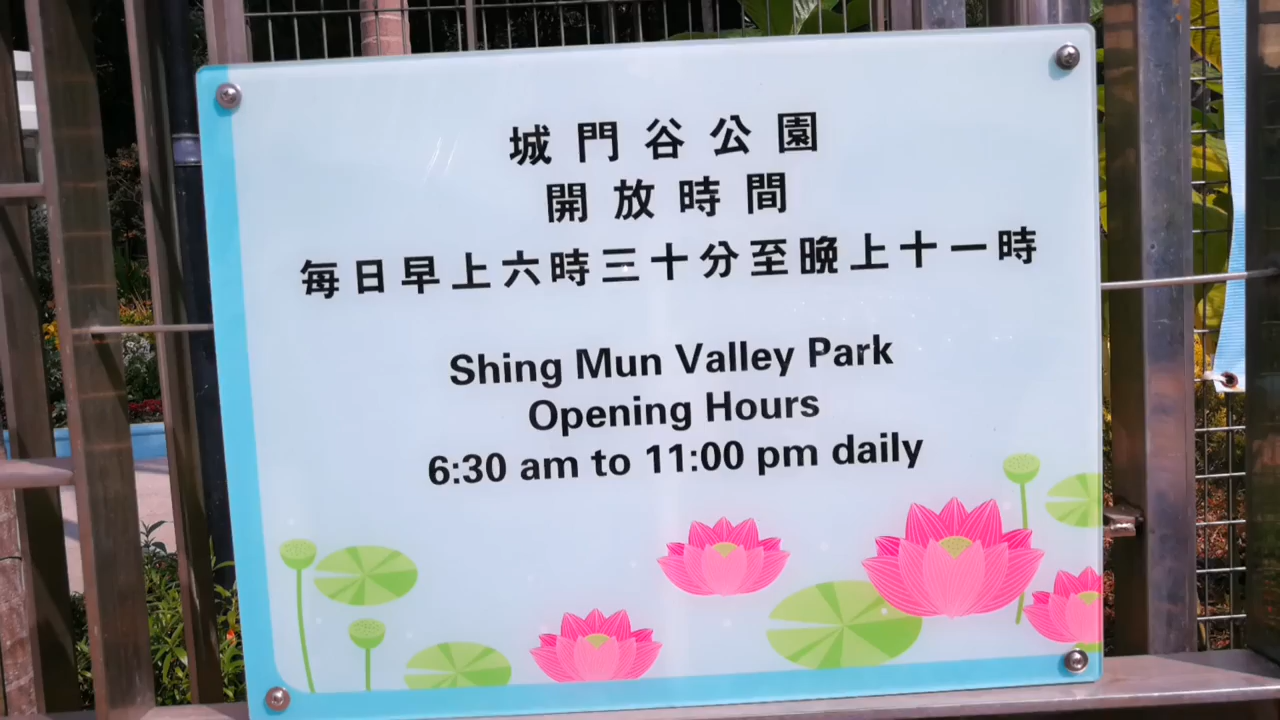 城門谷公園
開放時間
每日早上六時三十分至晚上十一時
Shing Mun Valley Park
Opening Hours
6:30 am to 11:00 pm daily